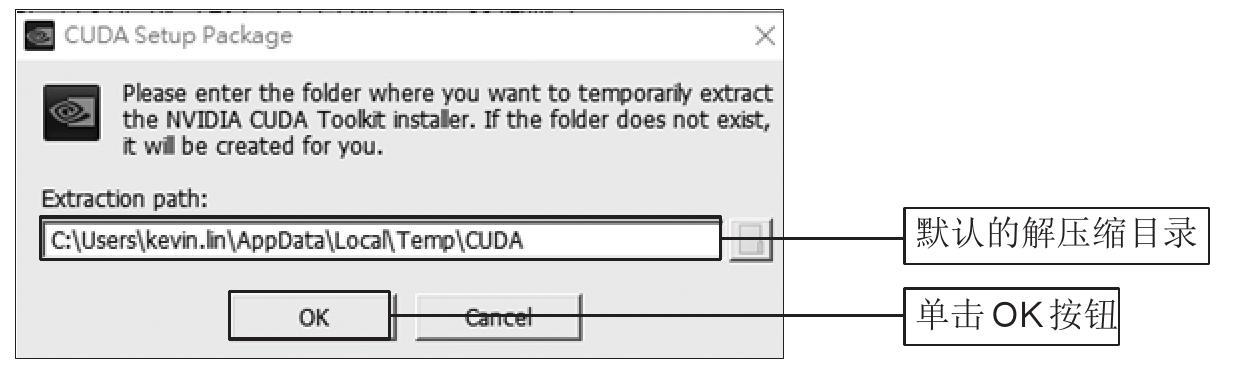 CUDA Setup Package
Please enter the folder where you want to temporarily extract
the NVIDIA CUDA Toolkit installer. If the folder does not exist,
it will be created for you.
Extraction path:
C:\Users\kevin.lin\AppData\Local\Temp\CUDA
默认的解压缩目录
OK
Cancel
单击 OK 按钮